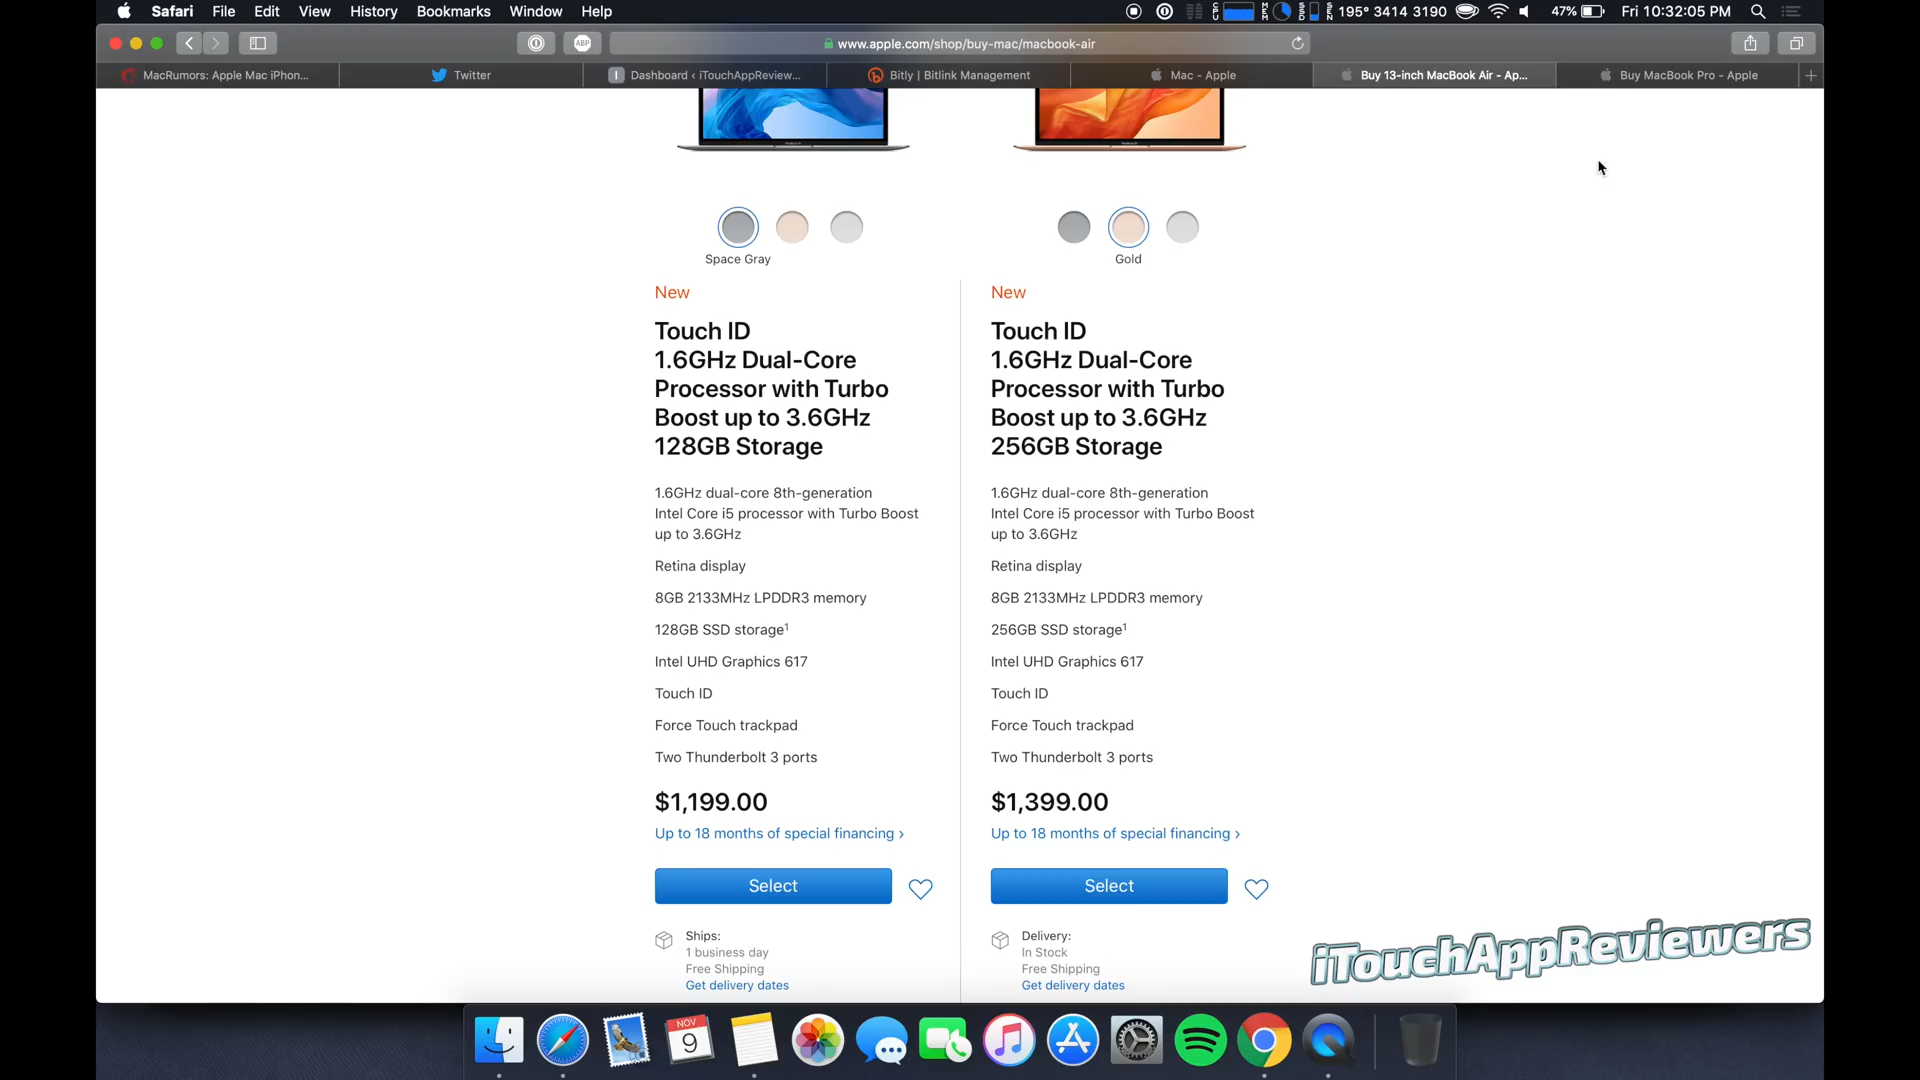 Safari File Edit View History Bookmarks Window Help
195° 3414 3190 47% Fri 10:32:05 PM
ABP
www.apple.com/shop/buy-mac/macbook-air
MacRumors: Apple Mac iPhon...
Twitter
Dashboard ‹ iTouchAppReview...
Bitly | Bitlink Management
Mac - Apple
Buy 13-inch MacBook Air - Ap...
Buy MacBook Pro - Apple
Space Gray
New
Touch ID
1.6GHz Dual-Core
Processor with Turbo
Boost up to 3.6GHz
128GB Storage
1.6GHz dual-core 8th-generation
Intel Core i5 processor with Turbo Boost
up to 3.6GHz
Retina display
8GB 2133MHz LPDDR3 memory
128GB SSD storage1
Intel UHD Graphics 617
Touch ID
Force Touch trackpad
Two Thunderbolt 3 ports
$1,199.00
Up to 18 months of special financing ›
Select
Ships:
1 business day
Free Shipping
Get delivery dates
Gold
New
Touch ID
1.6GHz Dual-Core
Processor with Turbo
Boost up to 3.6GHz
256GB Storage
1.6GHz dual-core 8th-generation
Intel Core i5 processor with Turbo Boost
up to 3.6GHz
Retina display
8GB 2133MHz LPDDR3 memory
256GB SSD storage1
Intel UHD Graphics 617
Touch ID
Force Touch trackpad
Two Thunderbolt 3 ports
$1,399.00
Up to 18 months of special financing ›
Select
Delivery:
In Stock
Free Shipping
Get delivery dates
iTouchAppReviewers
NOV
9